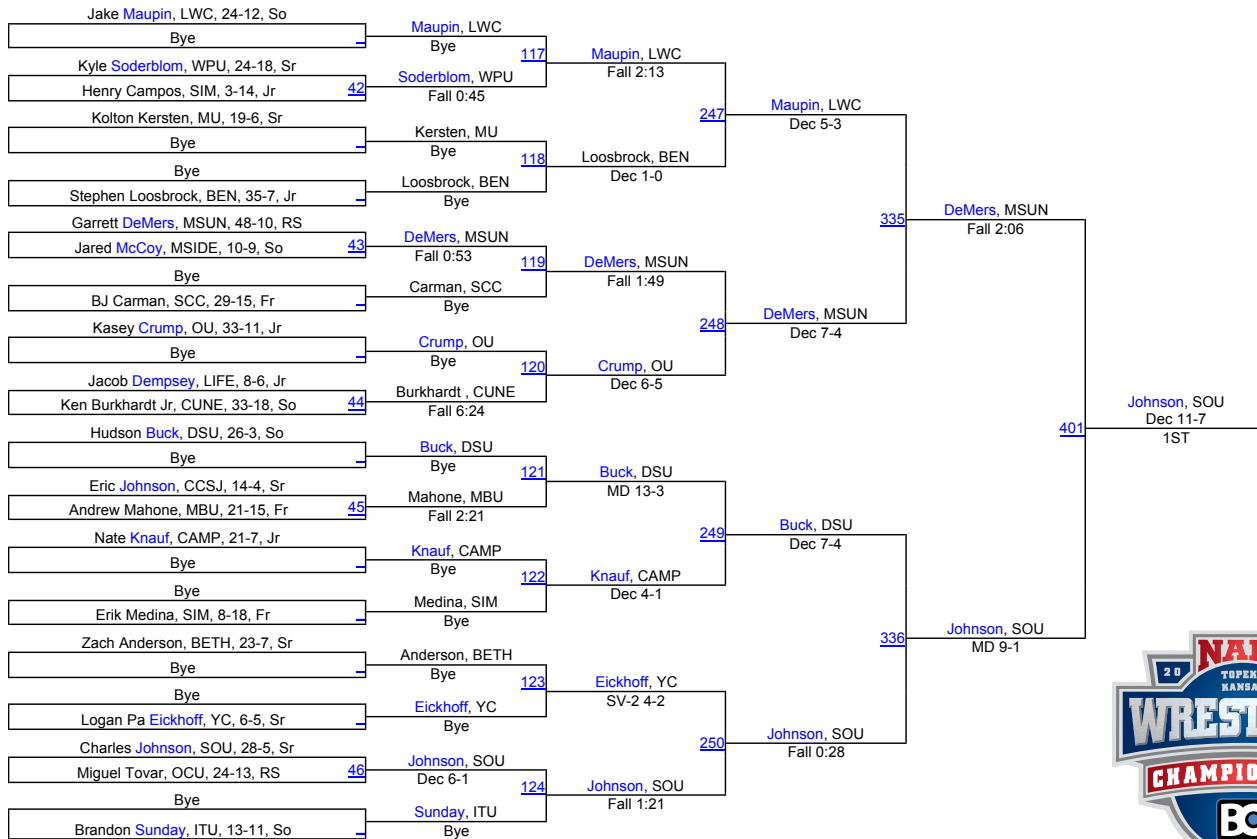 Jake Maupin, LWC, 24-12, So
Bye
Kyle Soderblom, WPU, 24-18, Sr
Henry Campos, SIM, 3-14, Jr
42
Kolton Kersten, MU, 19-6, Sr
Bye
Bye
Stephen Loosbrock, BEN, 35-7, Jr
Garrett DeMers, MSUN, 48-10, RS
Jared McCoy, MSIDE, 10-9, So
43
Bye
BJ Carman, SCC, 29-15, Fr
Kasey Crump, OU, 33-11, Jr
Bye
Jacob Dempsey, LIFE, 8-6, Jr
Ken Burkhardt Jr, CUNE, 33-18, So
44
Hudson Buck, DSU, 26-3, So
Bye
Eric Johnson, CCSJ, 14-4, Sr
Andrew Mahone, MBU, 21-15, Fr
45
Nate Knauf, CAMP, 21-7, Jr
Bye
Bye
Erik Medina, SIM, 8-18, Fr
Zach Anderson, BETH, 23-7, Sr
Bye
Bye
Logan Pa Eickhoff, YC, 6-5, Sr
Charles Johnson, SOU, 28-5, Sr
Miguel Tovar, OCU, 24-13, RS
46
Bye
Brandon Sunday, ITU, 13-11, So
Maupin, LWC
Bye
117
Soderblom, WPU
Fall 0:45
Kersten, MU
Bye
118
Loosbrock, BEN
Bye
DeMers, MSUN
Fall 0:53
119
Carman, SCC
Bye
Crump, OU
Bye
120
Burkhardt , CUNE
Fall 6:24
Buck, DSU
Bye
121
Mahone, MBU
Fall 2:21
Knauf, CAMP
Bye
122
Medina, SIM
Bye
Anderson, BETH
Bye
123
Eickhoff, YC
Bye
Johnson, SOU
Dec 6-1
124
Sunday, ITU
Bye
Maupin, LWC
Fall 2:13
247
Loosbrock, BEN
Dec 1-0
DeMers, MSUN
Fall 1:49
248
Crump, OU
Dec 6-5
Buck, DSU
MD 13-3
249
Knauf, CAMP
Dec 4-1
Eickhoff, YC
SV-2 4-2
250
Johnson, SOU
Fall 1:21
Maupin, LWC
Dec 5-3
335
DeMers, MSUN
Dec 7-4
Buck, DSU
Dec 7-4
336
Johnson, SOU
Fall 0:28
DeMers, MSUN
Fall 2:06
401
Johnson, SOU
MD 9-1
Johnson, SOU
Dec 11-7
1ST
20